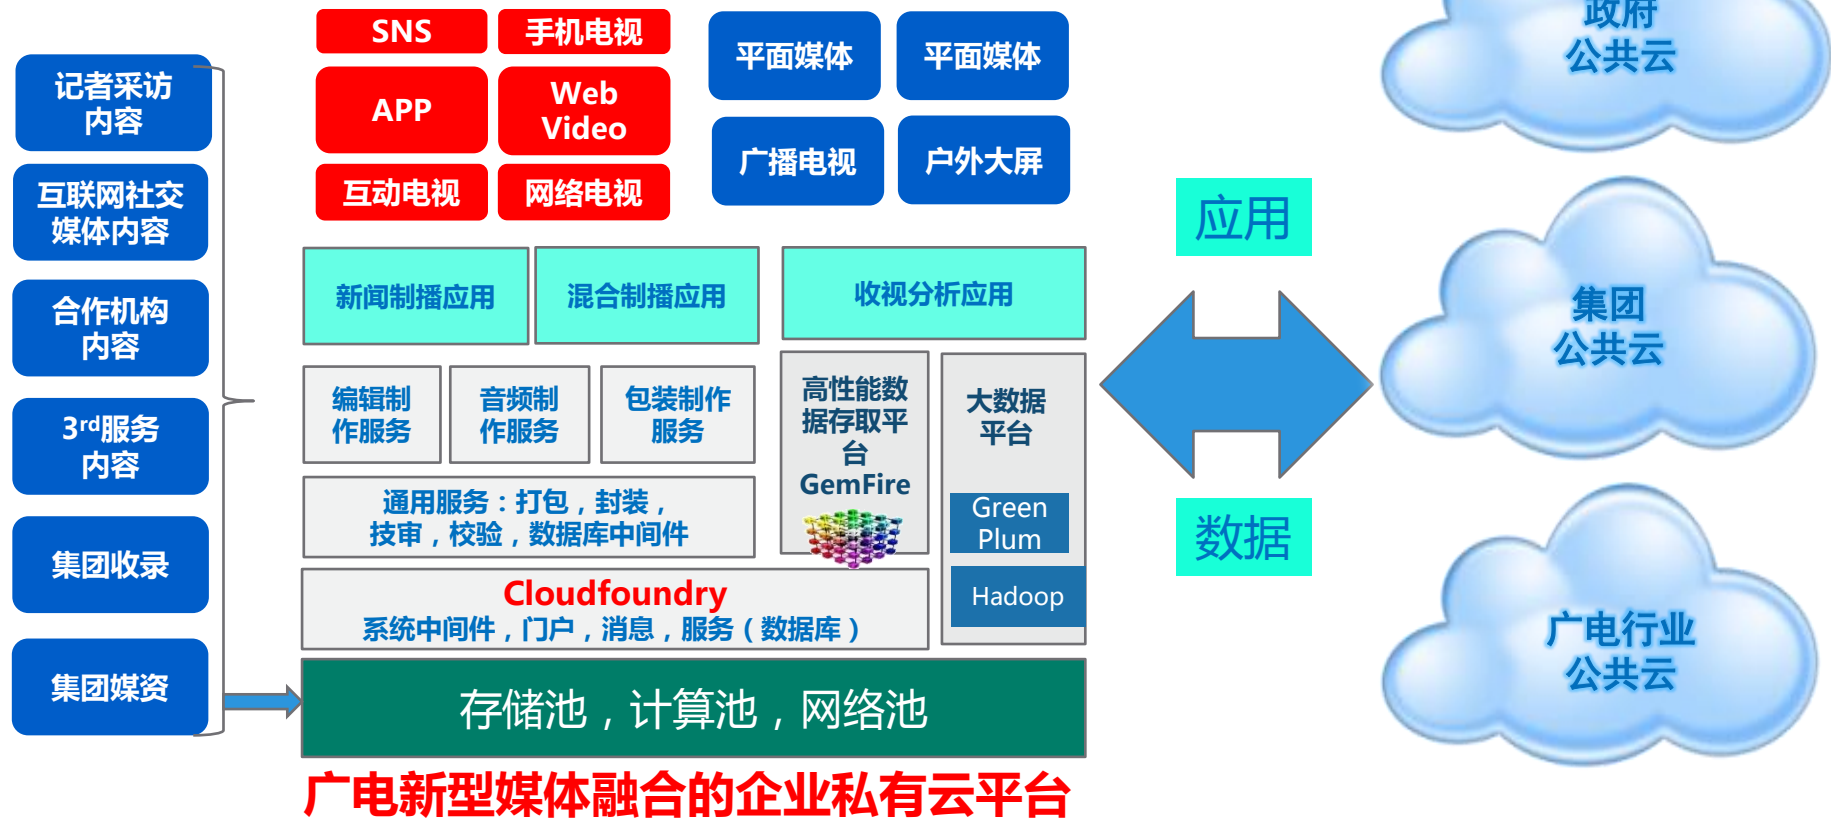 记者采访
内容
互联网社交
媒体内容
合作机构
内容
3rd服务
内容
集团收录
集团媒资
SNS
手机电视
APP
Web
Video
互动电视
网络电视
平面媒体
平面媒体
广播电视
户外大屏
新闻制播应用
混合制播应用
收视分析应用
编辑制
作服务
音频制
作服务
包装制作
服务
高性能数
据存取平
台
GemFire
大数据
平台
Green
Plum
Hadoop
通用服务：打包，封装，
技审，校验，数据库中间件
Cloudfoundry
系统中间件，门户，消息，服务（数据库）
存储池，计算池，网络池
广电新型媒体融合的企业私有云平台
应用
数据
政府
公共云
集团
公共云
广电行业
公共云